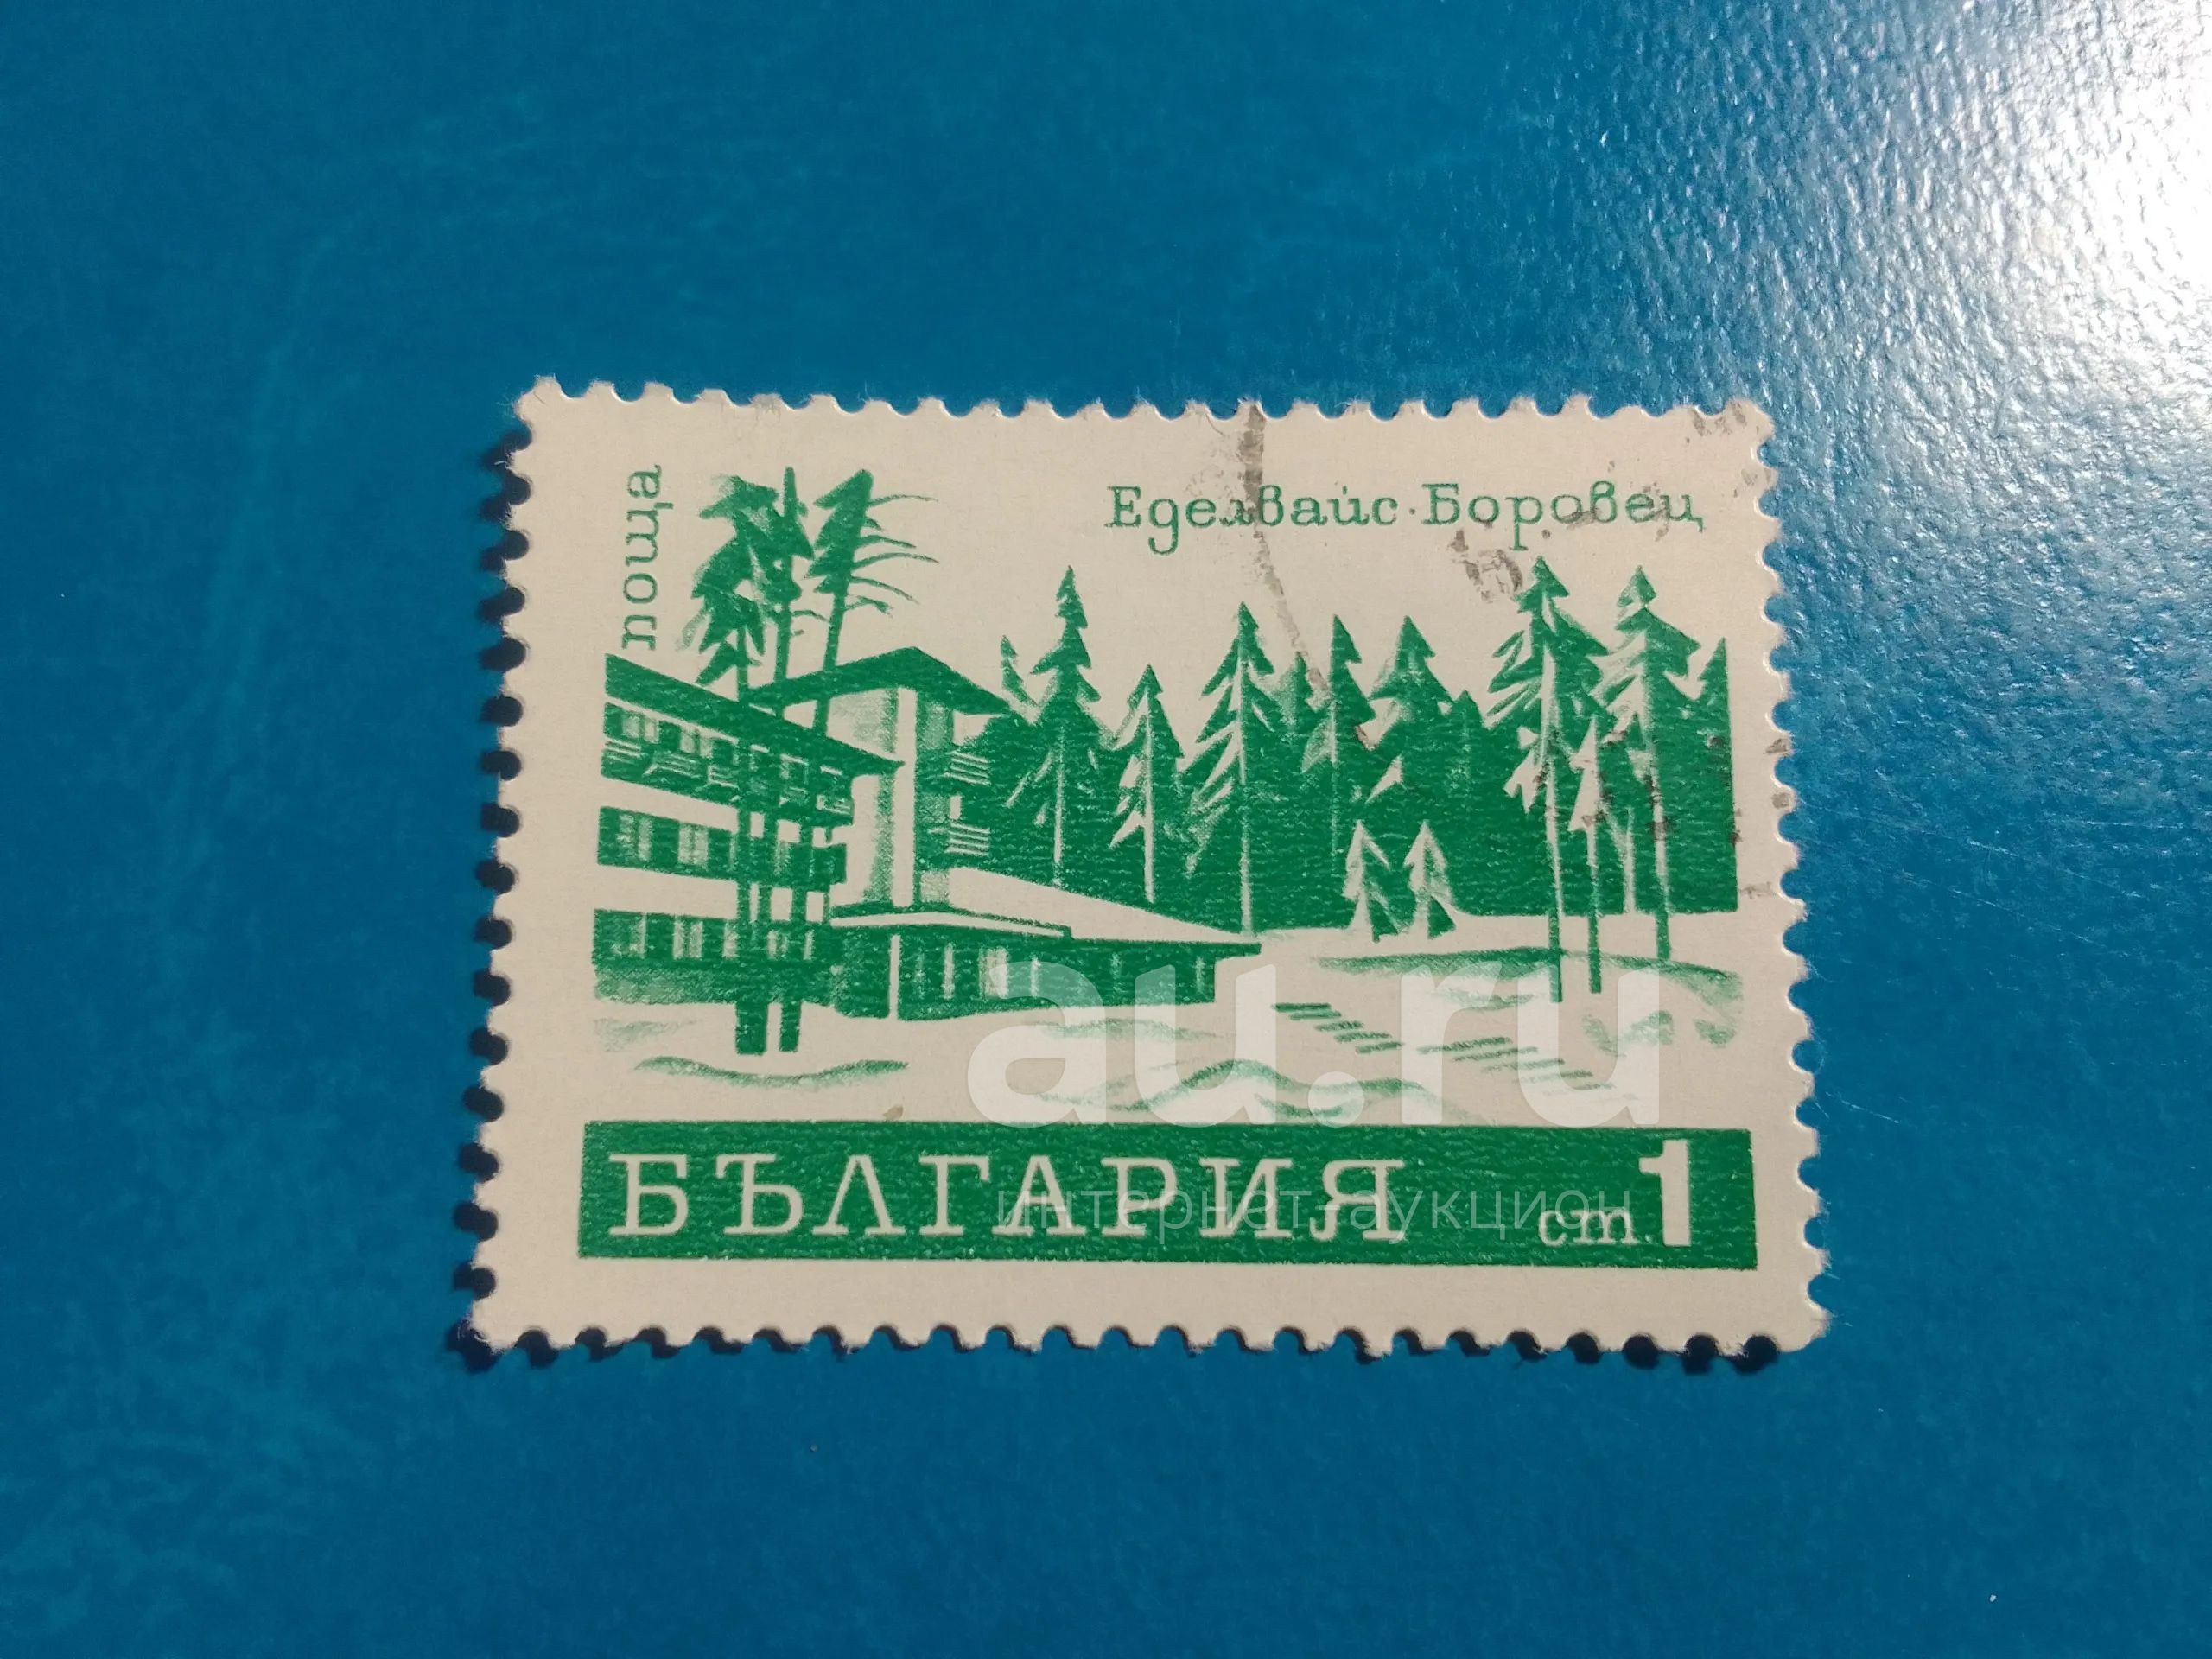 поща
Еделвайс·Боровец
au.ru
БЪЛГАРИЯ ст. 1
интернет-аукцион